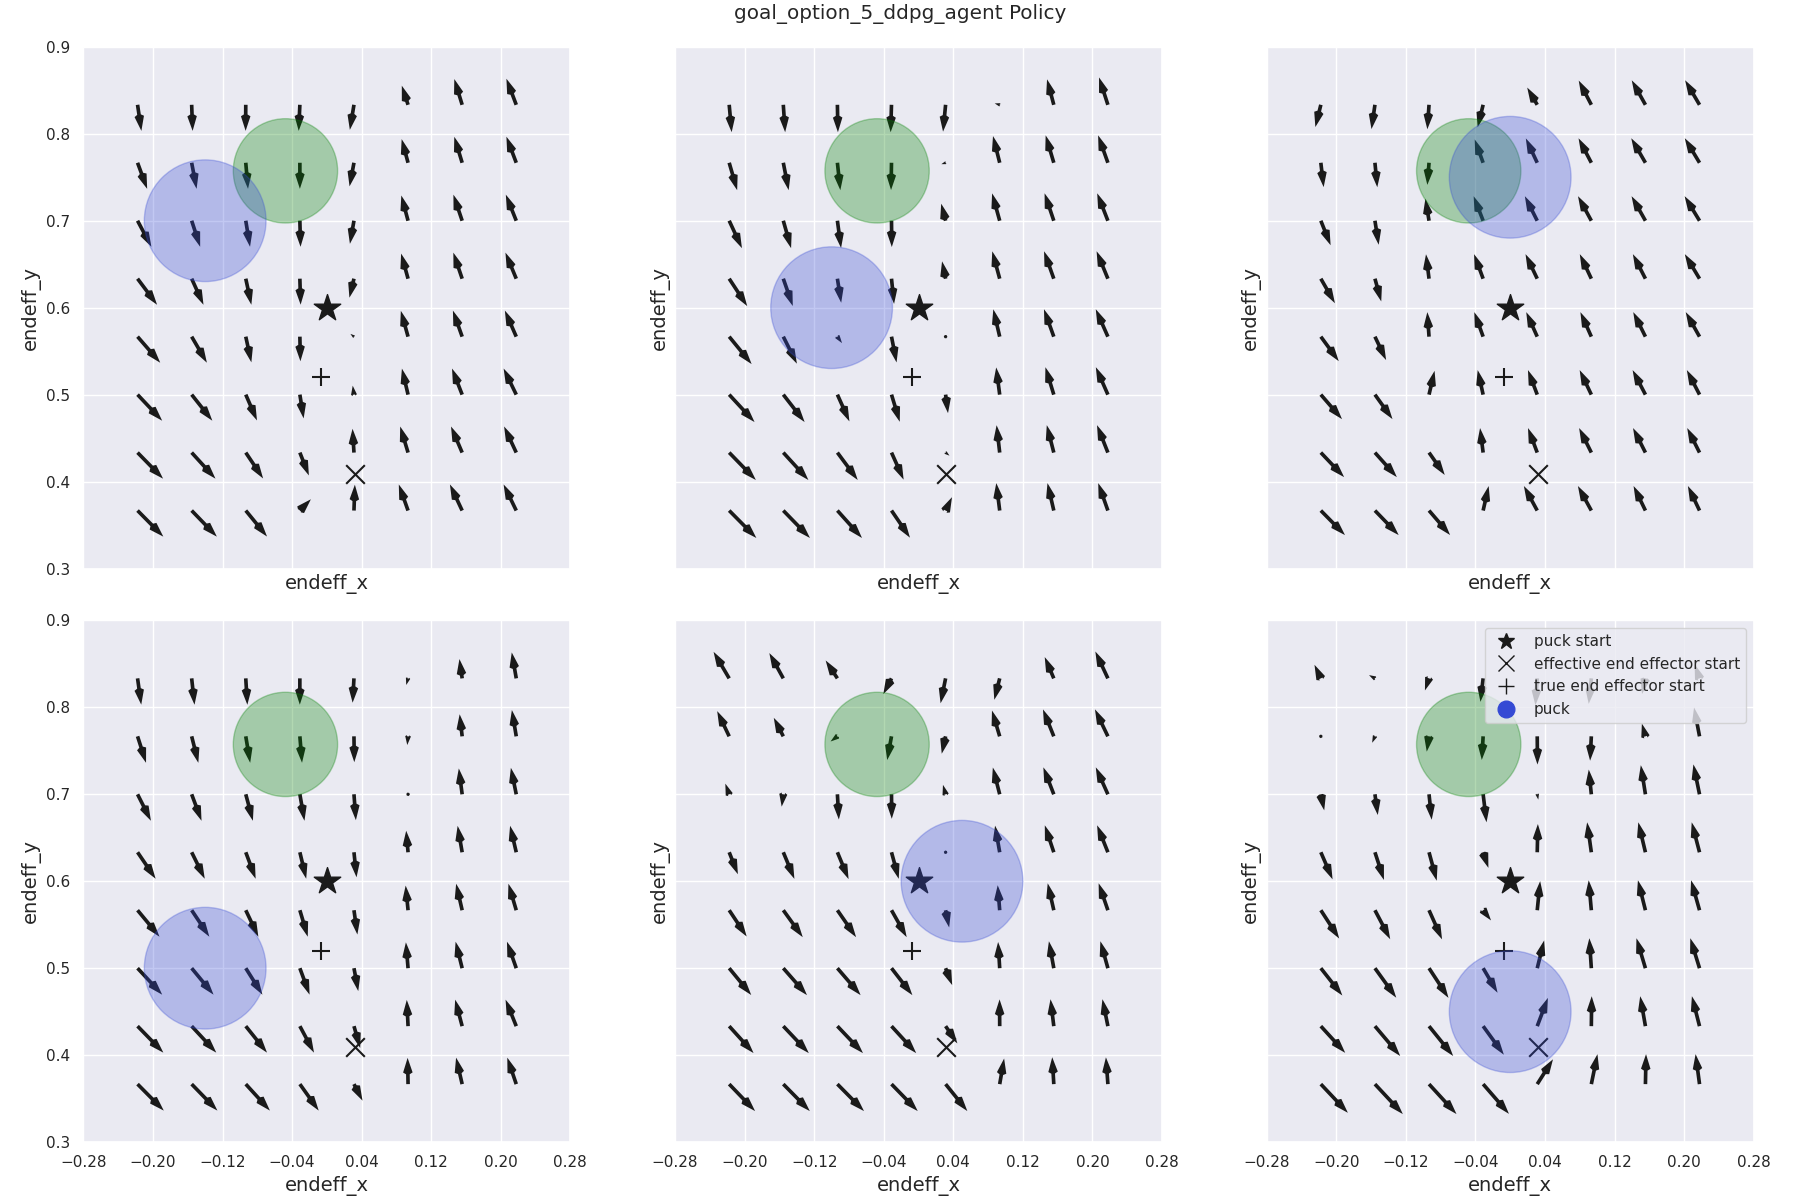 goal_option_5_ddpg_agent Policy
0.9
0.8
0.7
0.6
0.5
0.4
0.3
endeff_y
endeff_x
endeff_y
endeff_x
endeff_y
endeff_x
0.9
0.8
0.7
0.6
0.5
0.4
0.3
endeff_y
−0.28 −0.20 −0.12 −0.04 0.04 0.12 0.20 0.28
endeff_x
endeff_y
−0.28 −0.20 −0.12 −0.04 0.04 0.12 0.20 0.28
endeff_x
puck start
effective end effector start
true end effector start
puck
endeff_y
−0.28 −0.20 −0.12 −0.04 0.04 0.12 0.20 0.28
endeff_x